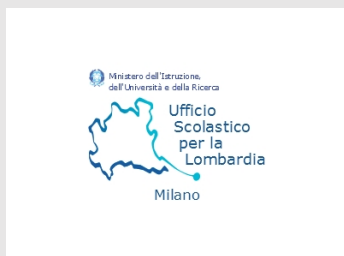 Ministero dell'Istruzione,
dell'Università e della Ricerca
Ufficio
Scolastico
per la
Lombardia
Milano